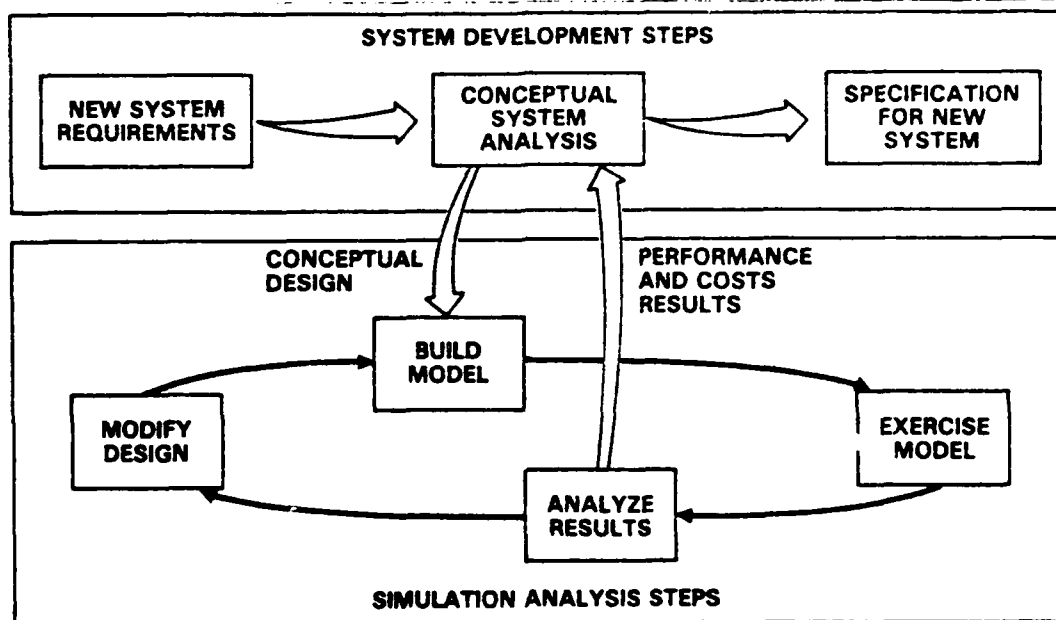 SYSTEM DEVELOPMENT STEPS
NEW SYSTEM
REQUIREMENTS
CONCEPTUAL
SYSTEM
ANALYSIS
SPECIFICATION
FOR NEW
SYSTEM
CONCEPTUAL
DESIGN
PERFORMANCE
AND COSTS
RESULTS
BUILD
MODEL
MODIFY
DESIGN
EXERCISE
MODEL
ANALYZE
RESULTS
SIMULATION ANALYSIS STEPS